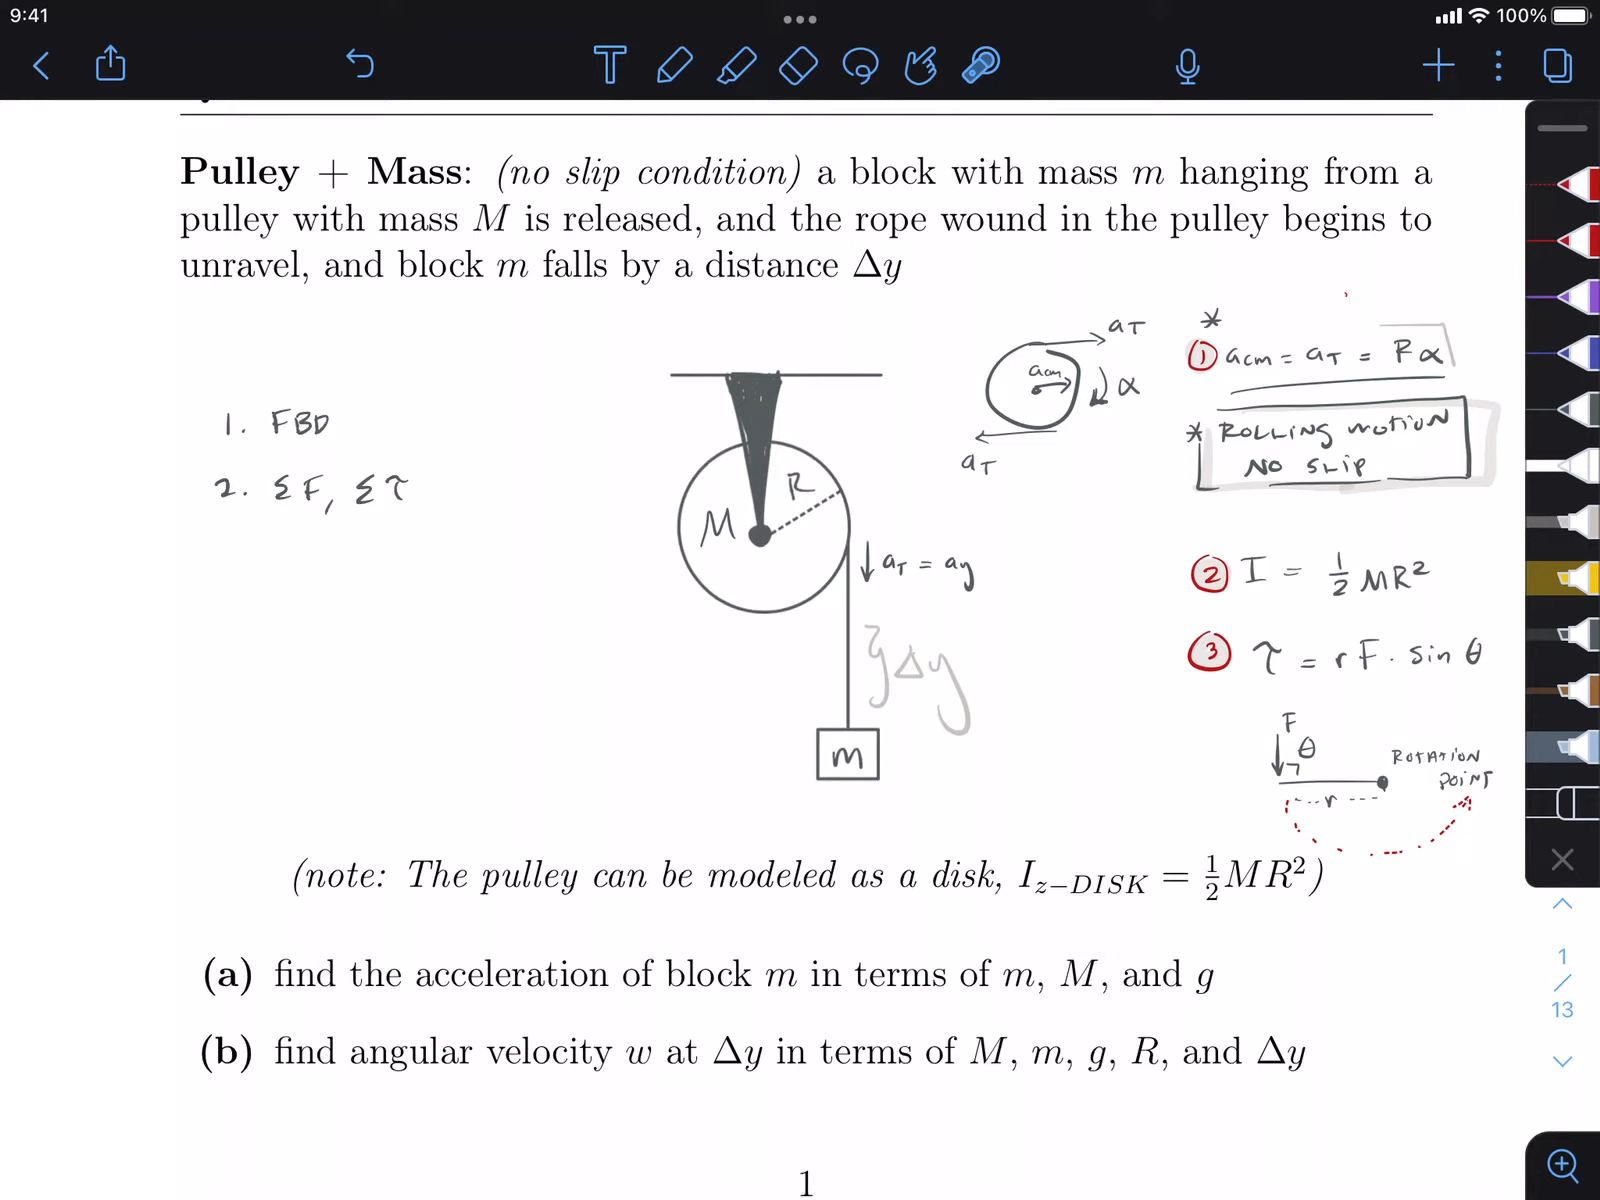 9:41
100%
Pulley + Mass: (no slip condition) a block with mass m hanging from a
pulley with mass M is released, and the rope wound in the pulley begins to
unravel, and block m falls by a distance Δy
1. FBD
2. ΣF, Στ
M
R
aT = ay
Δy
m
aT
acm
α
aT
*
① acm = aT = Rα
* ROLLING MOTION
NO SLIP
② I = 1/2 MR²
③ τ = rF · sin θ
F
θ
r
ROTATION
POINT
(note: The pulley can be modeled as a disk, I_{z−DISK} = 1/2 MR²)
(a) find the acceleration of block m in terms of m, M, and g
(b) find angular velocity w at Δy in terms of M, m, g, R, and Δy
1
1
/
13